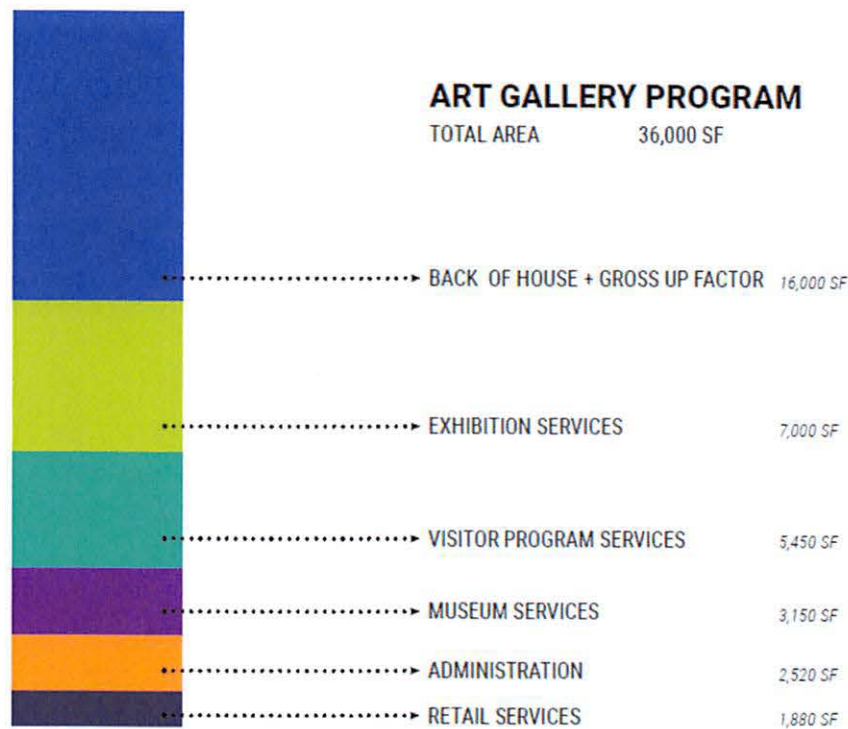 ART GALLERY PROGRAM
TOTAL AREA 36,000 SF
BACK OF HOUSE + GROSS UP FACTOR 16,000 SF
EXHIBITION SERVICES 7,000 SF
VISITOR PROGRAM SERVICES 5,450 SF
MUSEUM SERVICES 3,150 SF
ADMINISTRATION 2,520 SF
RETAIL SERVICES 1,880 SF